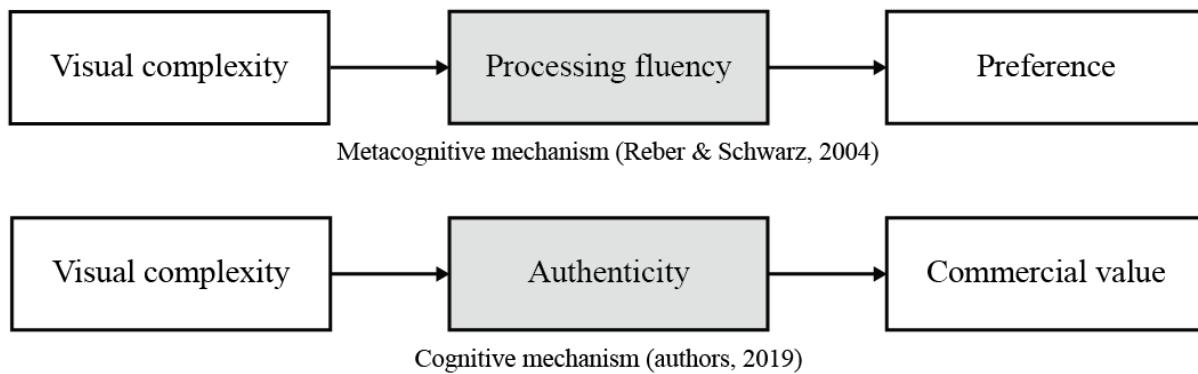 Visual complexity Processing fluency Preference
Metacognitive mechanism (Reber & Schwarz, 2004)
Visual complexity Authenticity Commercial value
Cognitive mechanism (authors, 2019)